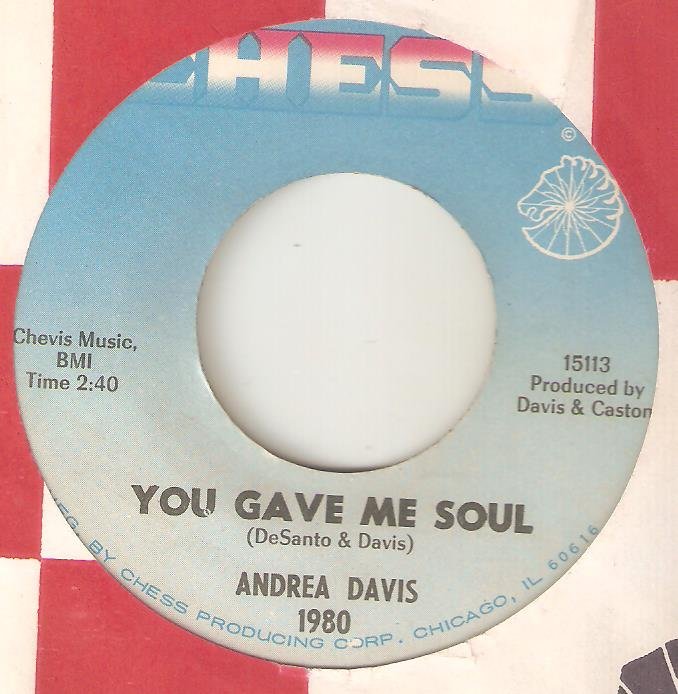 CHESS
©
Chevis Music,
BMI
Time 2:40
15113
Produced by
Davis & Caston
YOU GAVE ME SOUL
(DeSanto & Davis)
ANDREA DAVIS
1980
MFG. BY CHESS PRODUCING CORP. CHICAGO, IL 60616